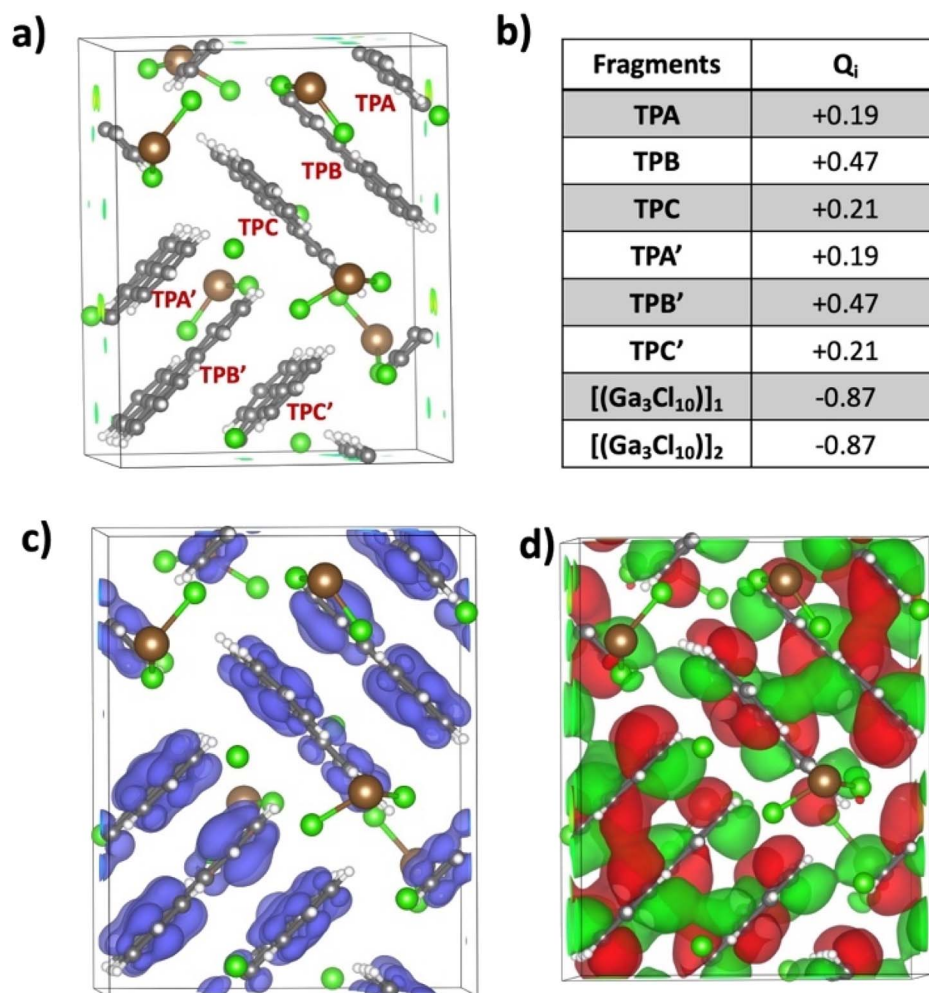 a)
TPA
TPB
TPC
TPA’
TPB’
TPC’
b)
Fragments Qᵢ
TPA +0.19
TPB +0.47
TPC +0.21
TPA’ +0.19
TPB’ +0.47
TPC’ +0.21
[(Ga₃Cl₁₀)]₁ -0.87
[(Ga₃Cl₁₀)]₂ -0.87
c)
d)